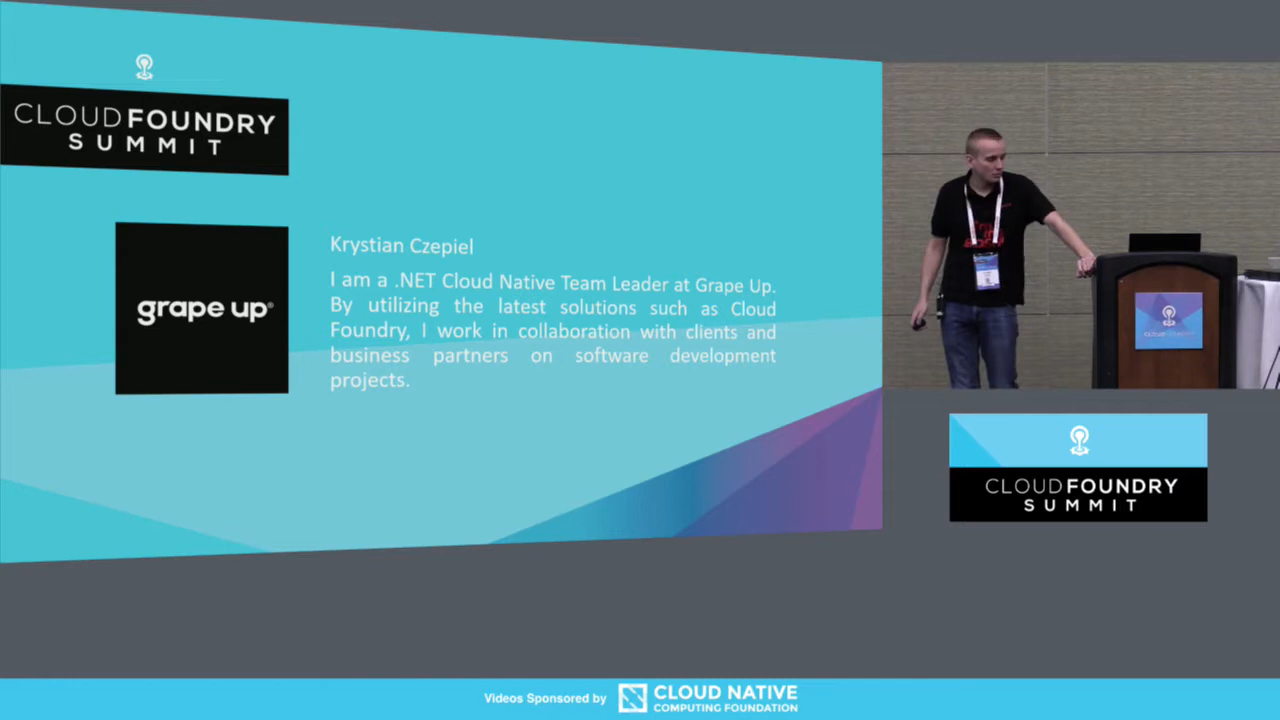 CLOUD FOUNDRY
SUMMIT
grape up®
Krystian Czepiel
I am a .NET Cloud Native Team Leader at Grape Up.
By utilizing the latest solutions such as Cloud
Foundry, I work in collaboration with clients and
business partners on software development
projects.
CLOUD FOUNDRY
SUMMIT
Videos Sponsored by
CLOUD NATIVE
COMPUTING FOUNDATION